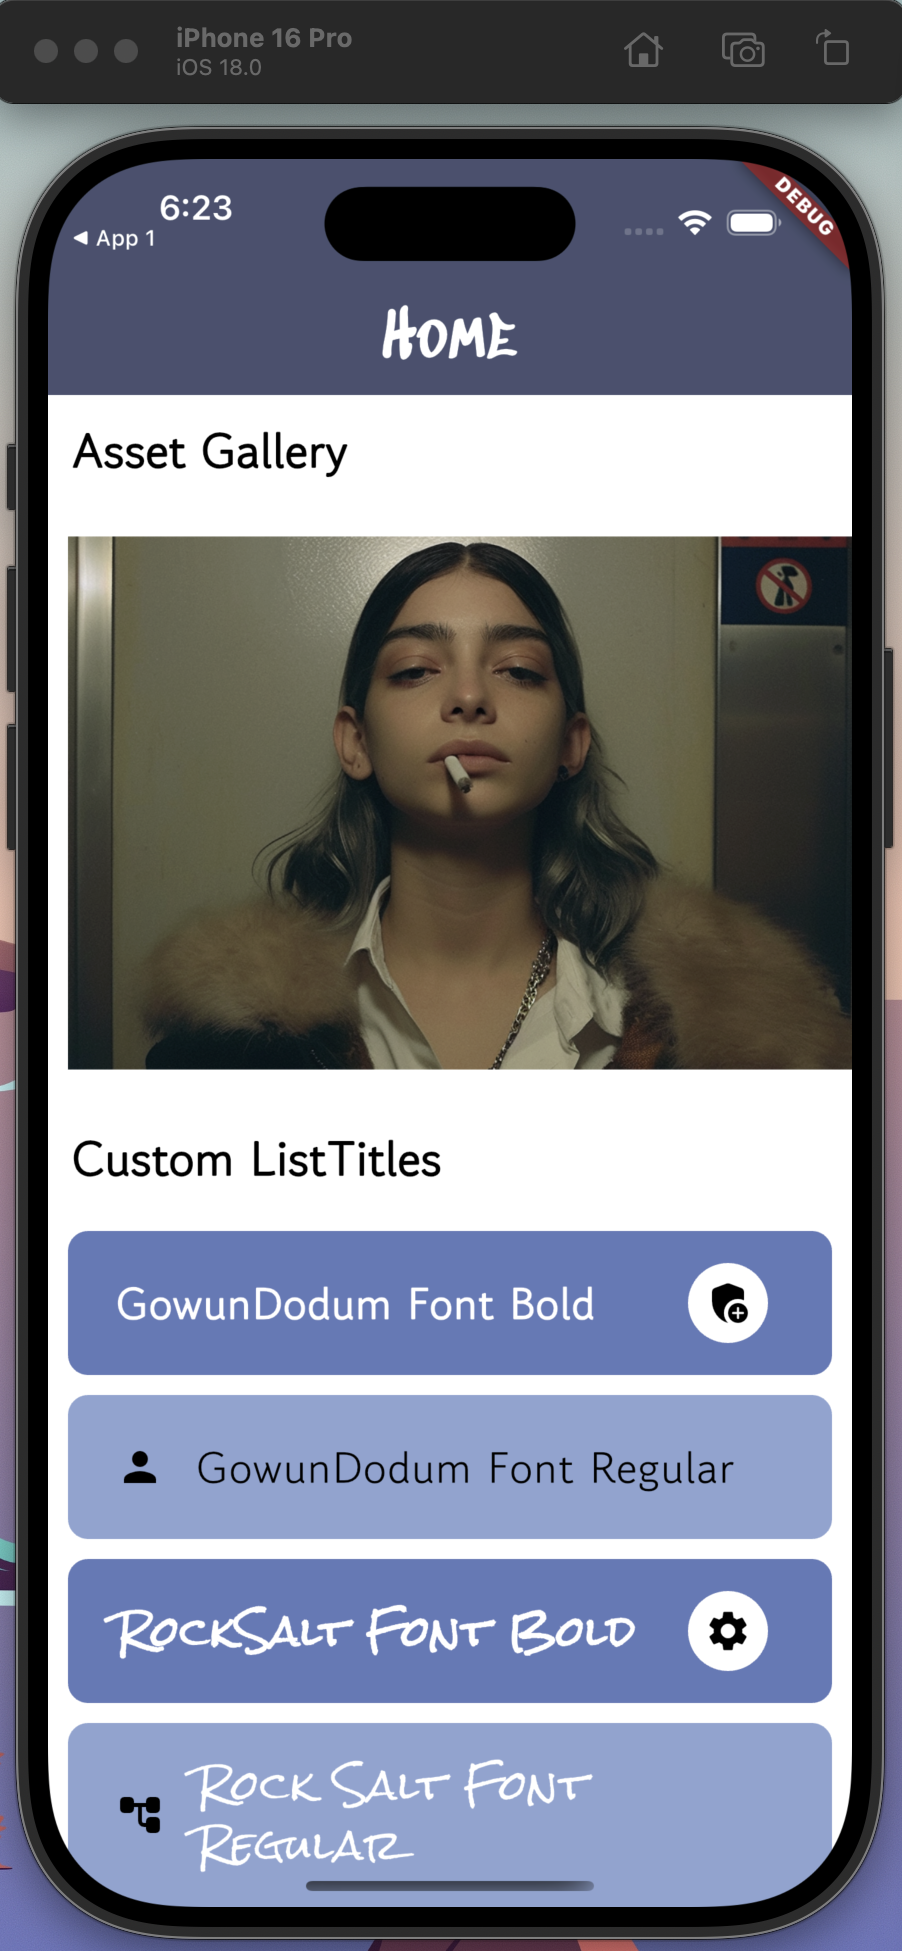 iPhone 16 Pro
iOS 18.0
6:23
◀ App 1
DEBUG
HOME
Asset Gallery
Custom ListTitles
GowunDodum Font Bold
GowunDodum Font Regular
RockSalt Font Bold
Rock Salt Font
Regular